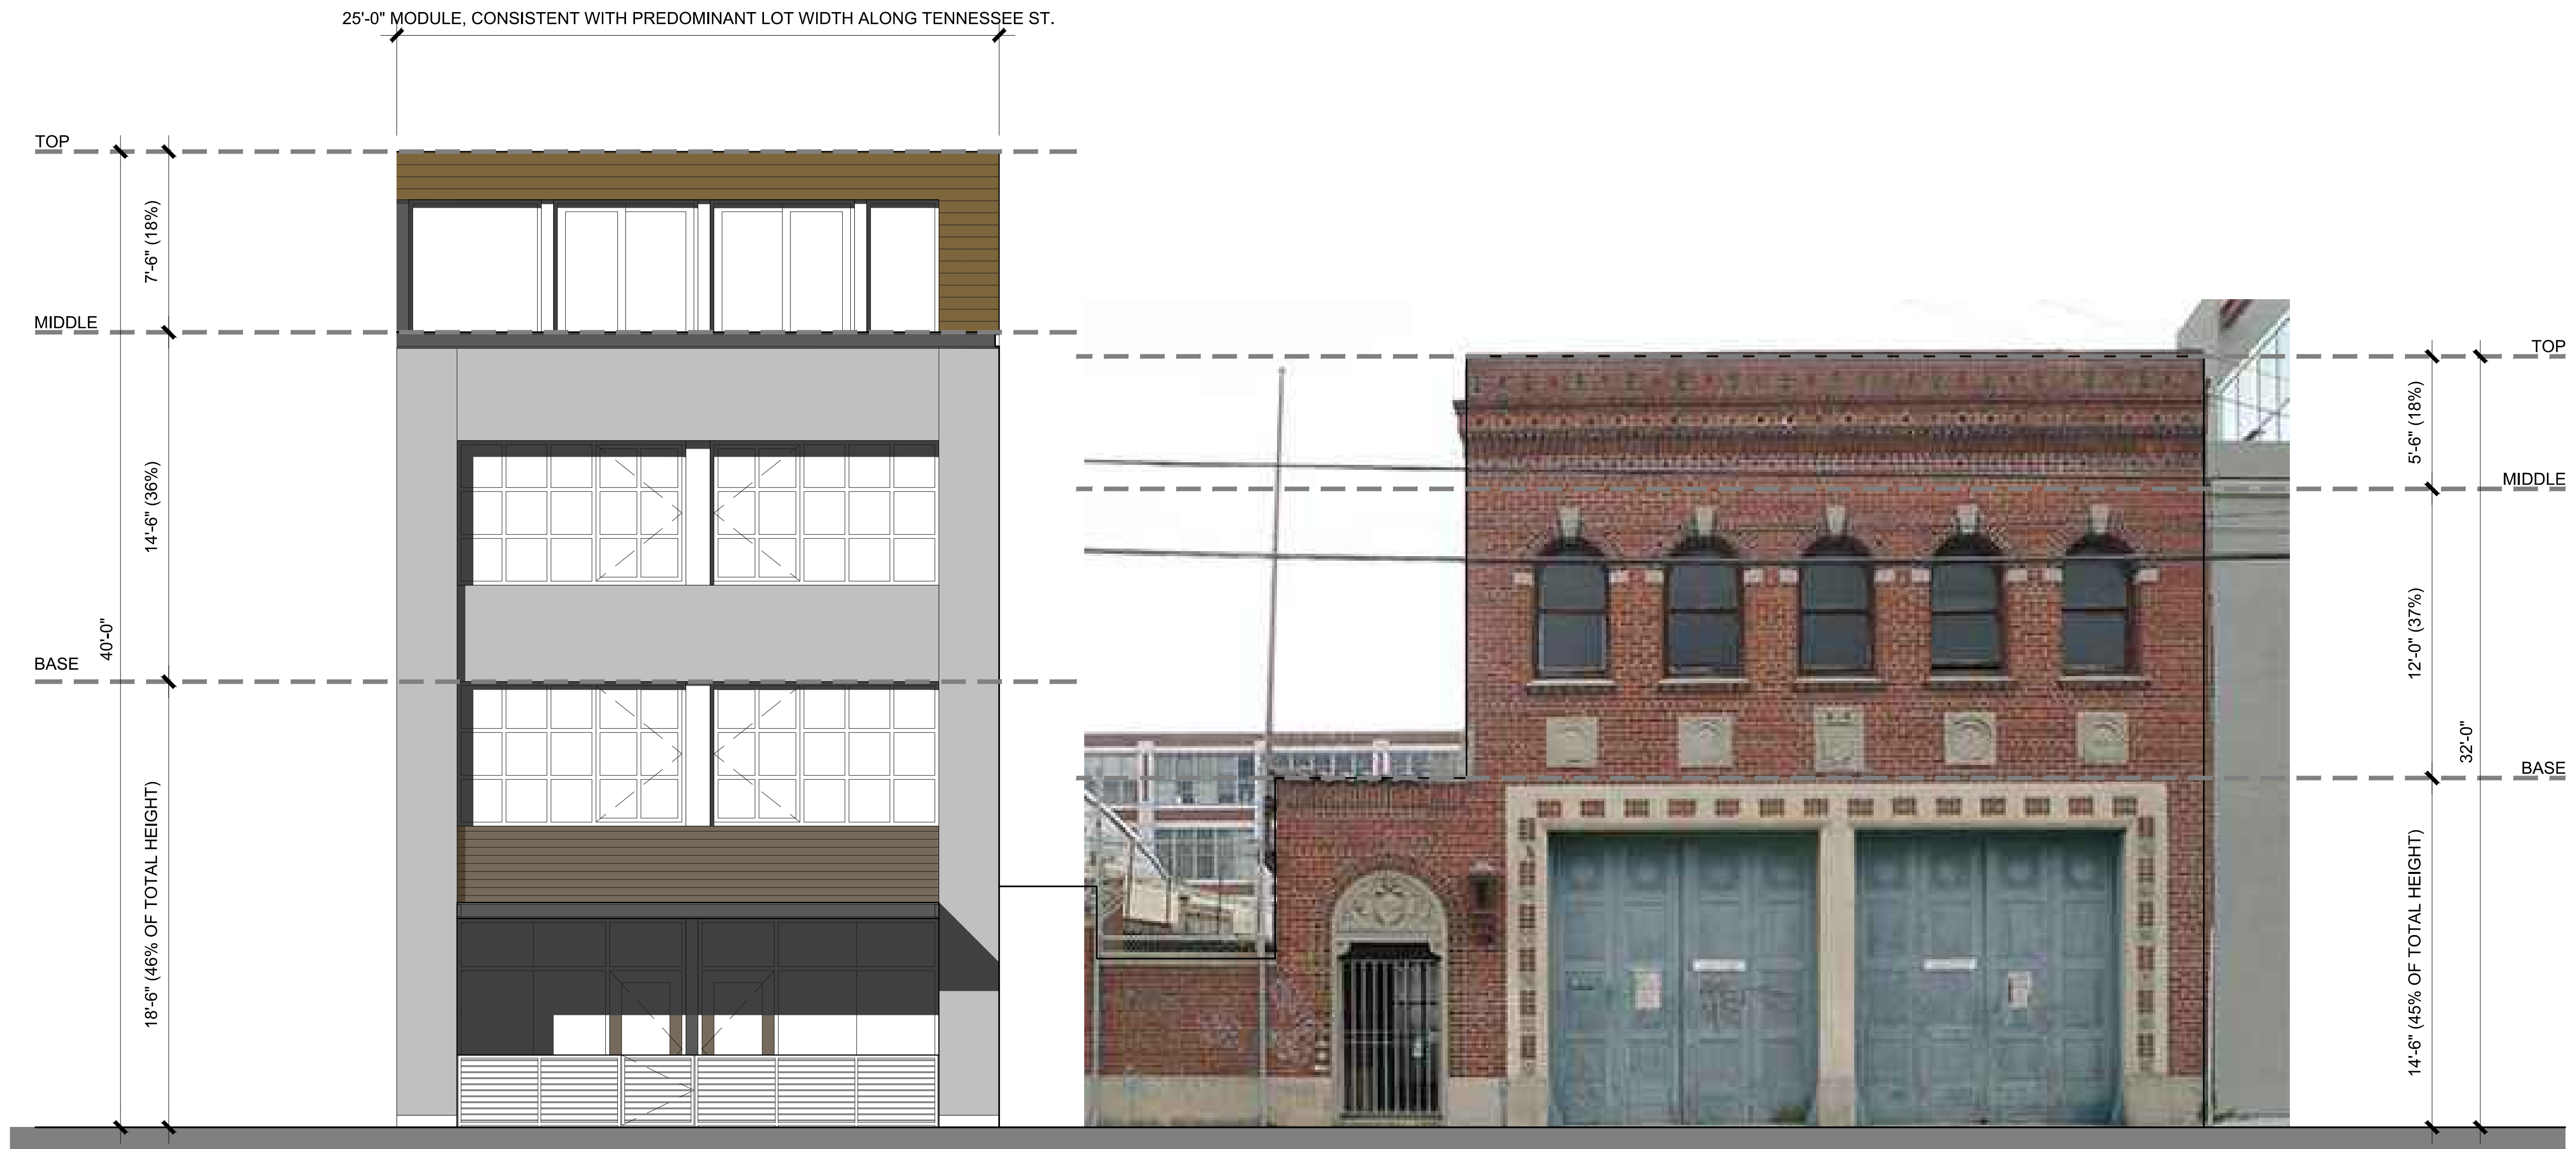 25'-0" MODULE, CONSISTENT WITH PREDOMINANT LOT WIDTH ALONG TENNESSEE ST.
TOP
7'-6" (18%)
MIDDLE
14'-6" (36%)
40'-0"
BASE
18'-6" (46% OF TOTAL HEIGHT)
TOP
5'-6" (18%)
MIDDLE
12'-0" (37%)
32'-0"
BASE
14'-6" (45% OF TOTAL HEIGHT)